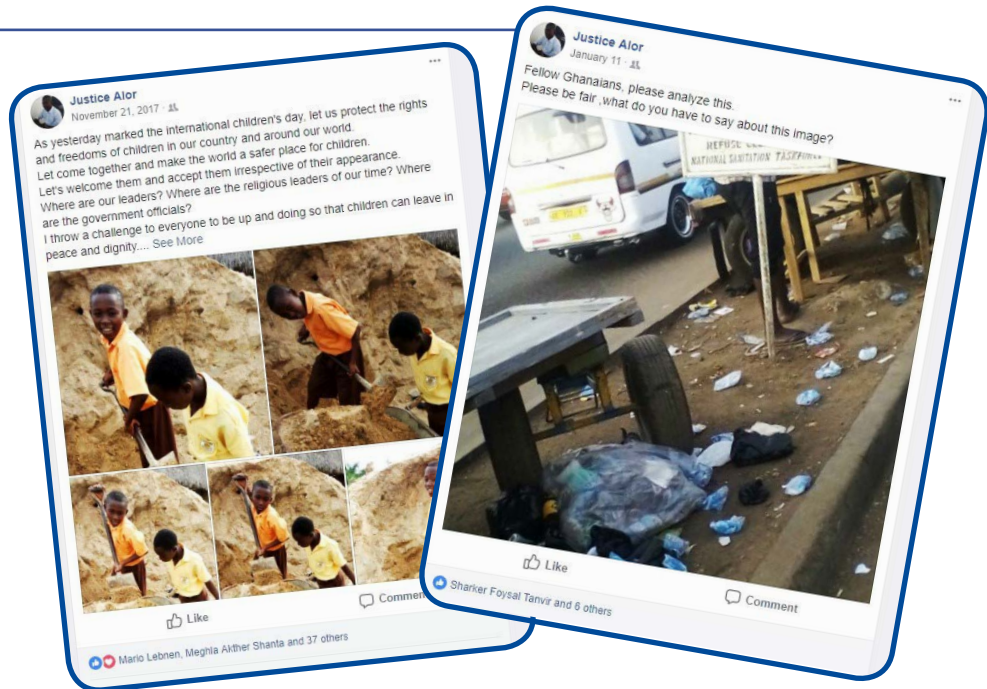 Justice Alor
November 21, 2017
As yesterday marked the international children's day, let us protect the rights
and freedoms of children in our country and around our world.
Let come together and make the world a safer place for children.
Let's welcome them and accept them irrespective of their appearance.
Where are our leaders? Where are the religious leaders of our time? Where
are the government officials?
I throw a challenge to everyone to be up and doing so that children can leave in
peace and dignity.... See More
Like
Commen
Mario Lebnen, Meghla Akther Shanta and 37 others
Justice Alor
January 11
Fellow Ghanaians, please analyze this.
Please be fair ,what do you have to say about this image?
REFUSE
NATIONAL SANITATION TASKFORCE
Like
Comment
Sharker Foysal Tanvir and 6 others